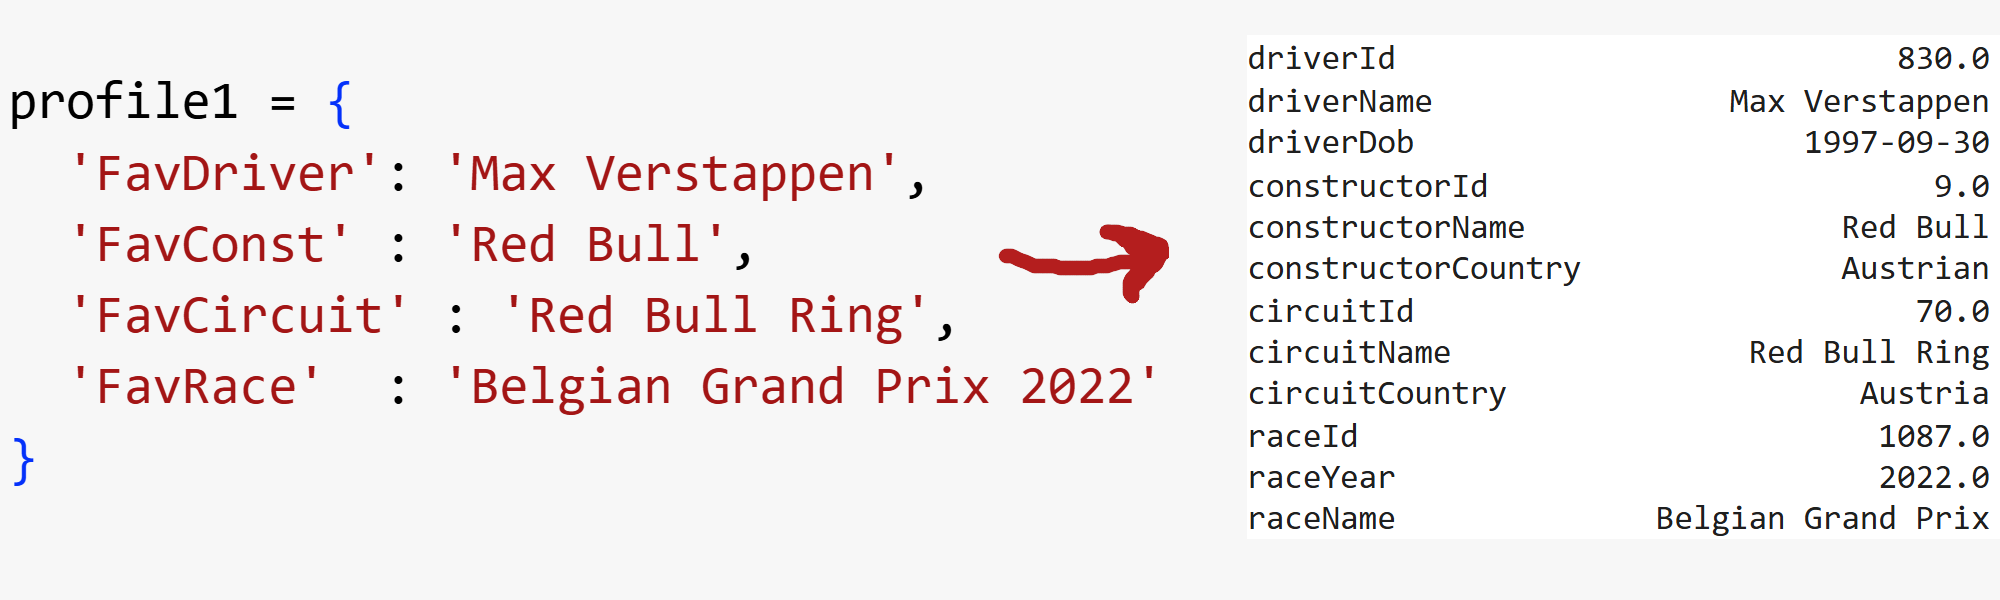 profile1 = {
'FavDriver': 'Max Verstappen',
'FavConst' : 'Red Bull',
'FavCircuit' : 'Red Bull Ring',
'FavRace'  : 'Belgian Grand Prix 2022'
}
driverId 830.0
driverName Max Verstappen
driverDob 1997-09-30
constructorId 9.0
constructorName Red Bull
constructorCountry Austrian
circuitId 70.0
circuitName Red Bull Ring
circuitCountry Austria
raceId 1087.0
raceYear 2022.0
raceName Belgian Grand Prix